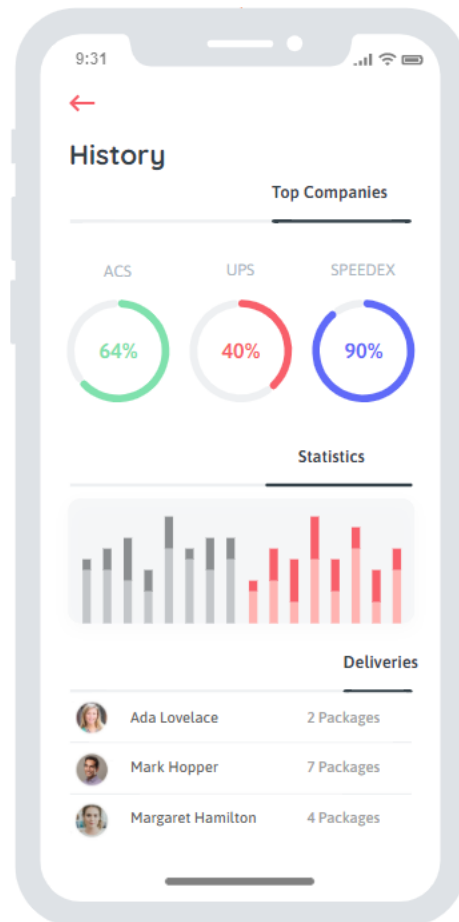 9:31
History
Top Companies
ACS UPS SPEEDEX
64% 40% 90%
Statistics
Deliveries
Ada Lovelace 2 Packages
Mark Hopper 7 Packages
Margaret Hamilton 4 Packages